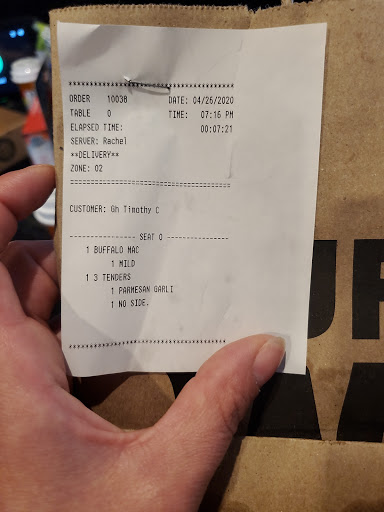 ****************************************
ORDER 10038 DATE: 04/26/2020
TABLE 0 TIME: 07:16 PM
ELAPSED TIME: 00:07:21
SERVER: Rachel
**DELIVERY**
ZONE: 02
========================================
CUSTOMER: Gh Timothy C
---------------- SEAT 0 ----------------
1 BUFFALO MAC
1 MILD
1 3 TENDERS
1 PARMESAN GARLI
1 NO SIDE.
****************************************